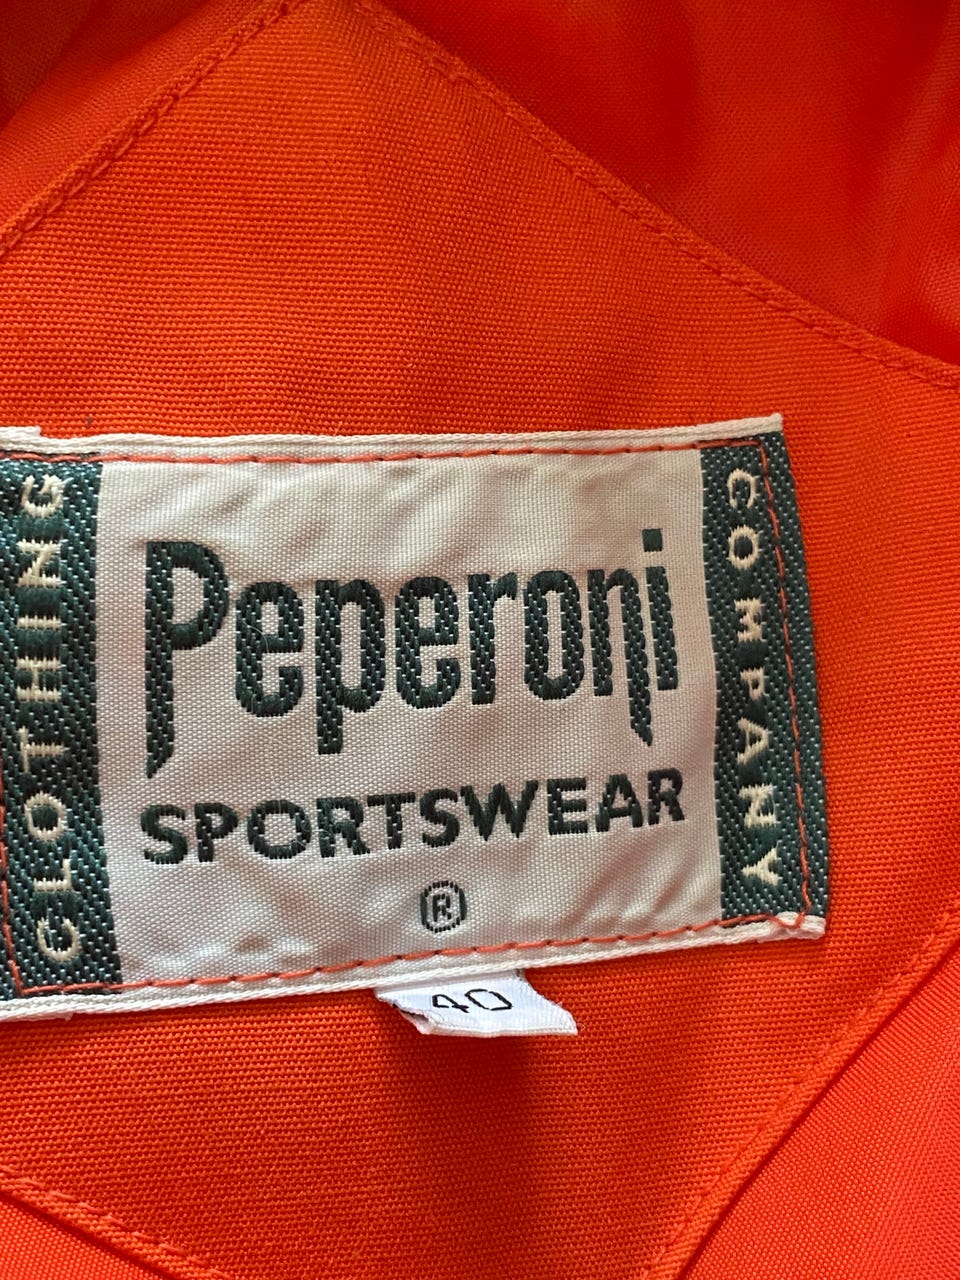 CLOTHING
Peperoni
SPORTSWEAR
®
COMPANY
40